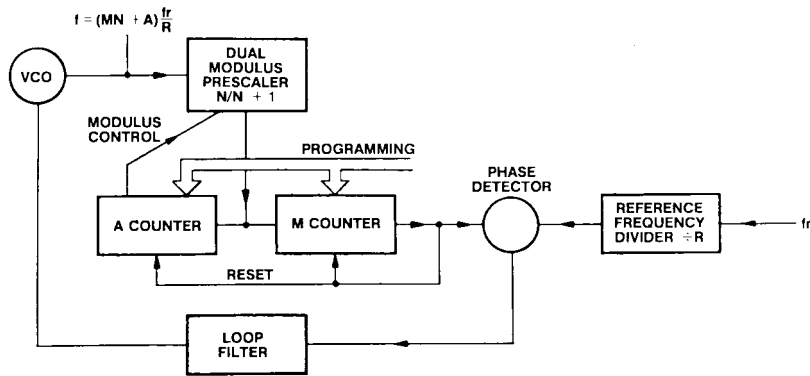 f = (MN + A) fr/R
VCO
DUAL
MODULUS
PRESCALER
N/N + 1
MODULUS
CONTROL
PROGRAMMING
A COUNTER
M COUNTER
RESET
PHASE
DETECTOR
REFERENCE
FREQUENCY
DIVIDER ÷R
fr
LOOP
FILTER